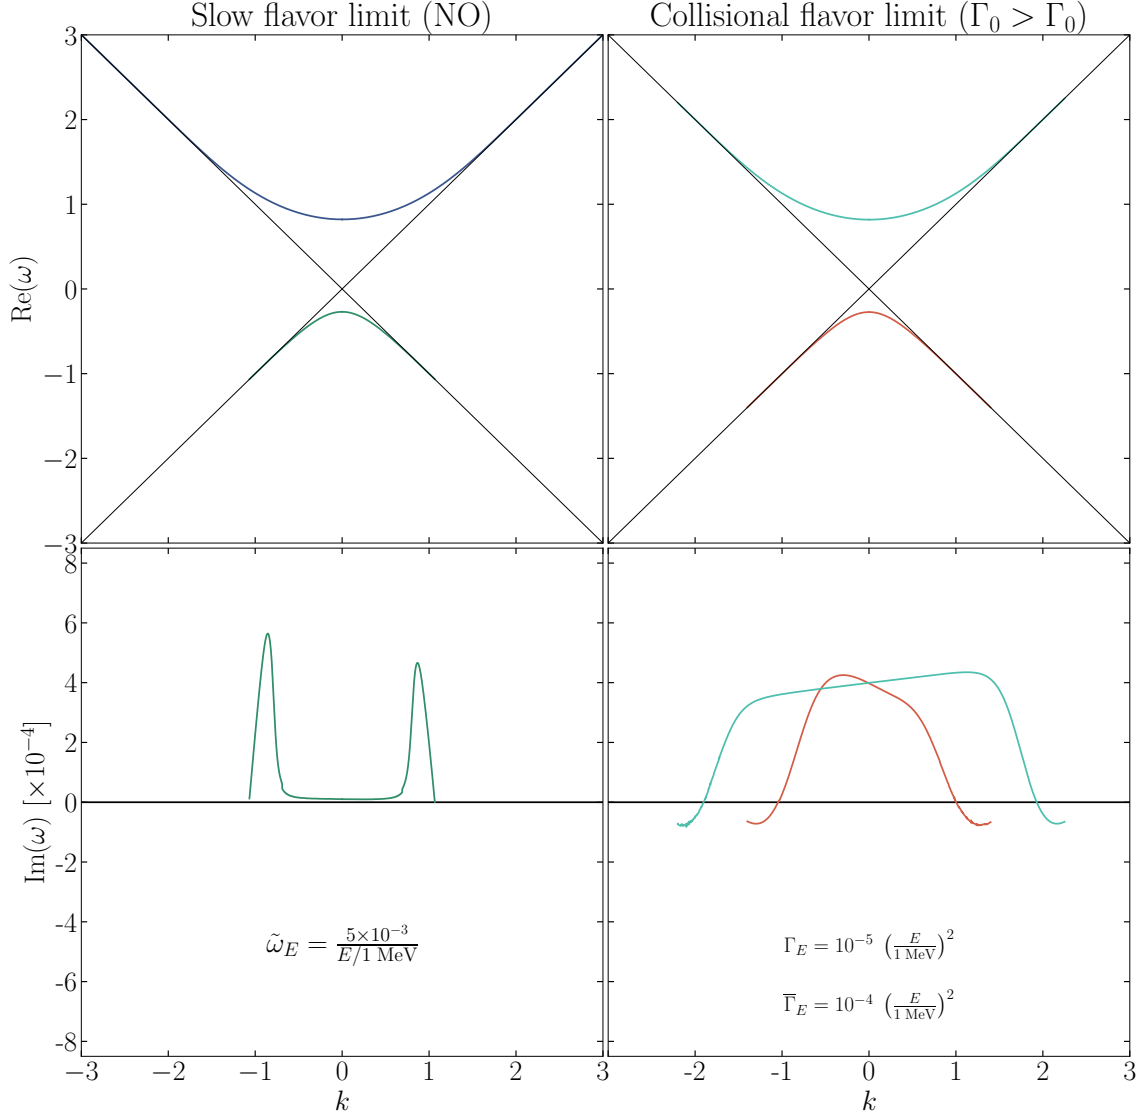 Slow flavor limit (NO)
Collisional flavor limit (Γ₀ > Γ₀)
3
2
1
0
−1
−2
−3
Re(ω)
8
6
4
2
0
-2
-4
-6
-8
Im(ω) [×10⁻⁴]
ω̃_E = 5×10⁻³ / E/1 MeV
Γ_E = 10⁻⁵ (E / 1 MeV)²
Γ̅_E = 10⁻⁴ (E / 1 MeV)²
−3 −2 −1 0 1 2 3
-2 -1 0 1 2 3
k
k